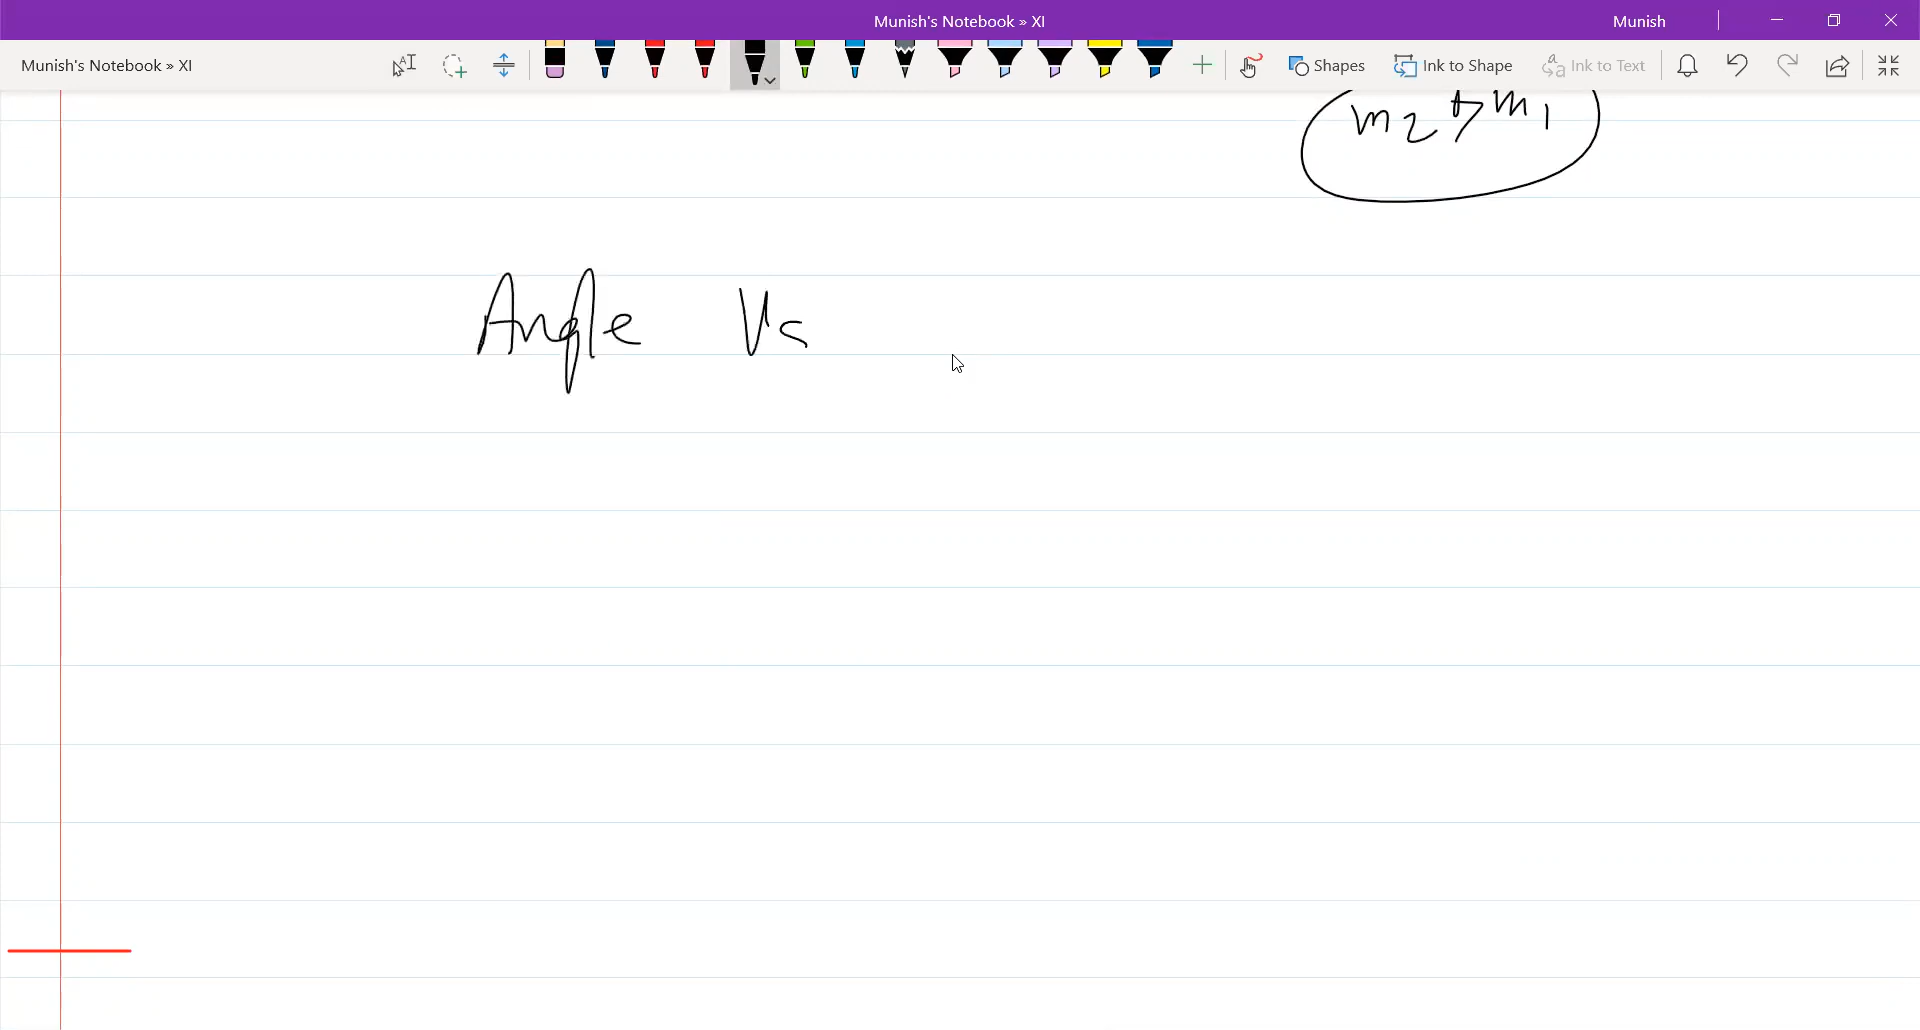 Munish's Notebook » XI
Munish
Munish's Notebook » XI
Shapes
Ink to Shape
Ink to Text
m2 m1
Angle Vs